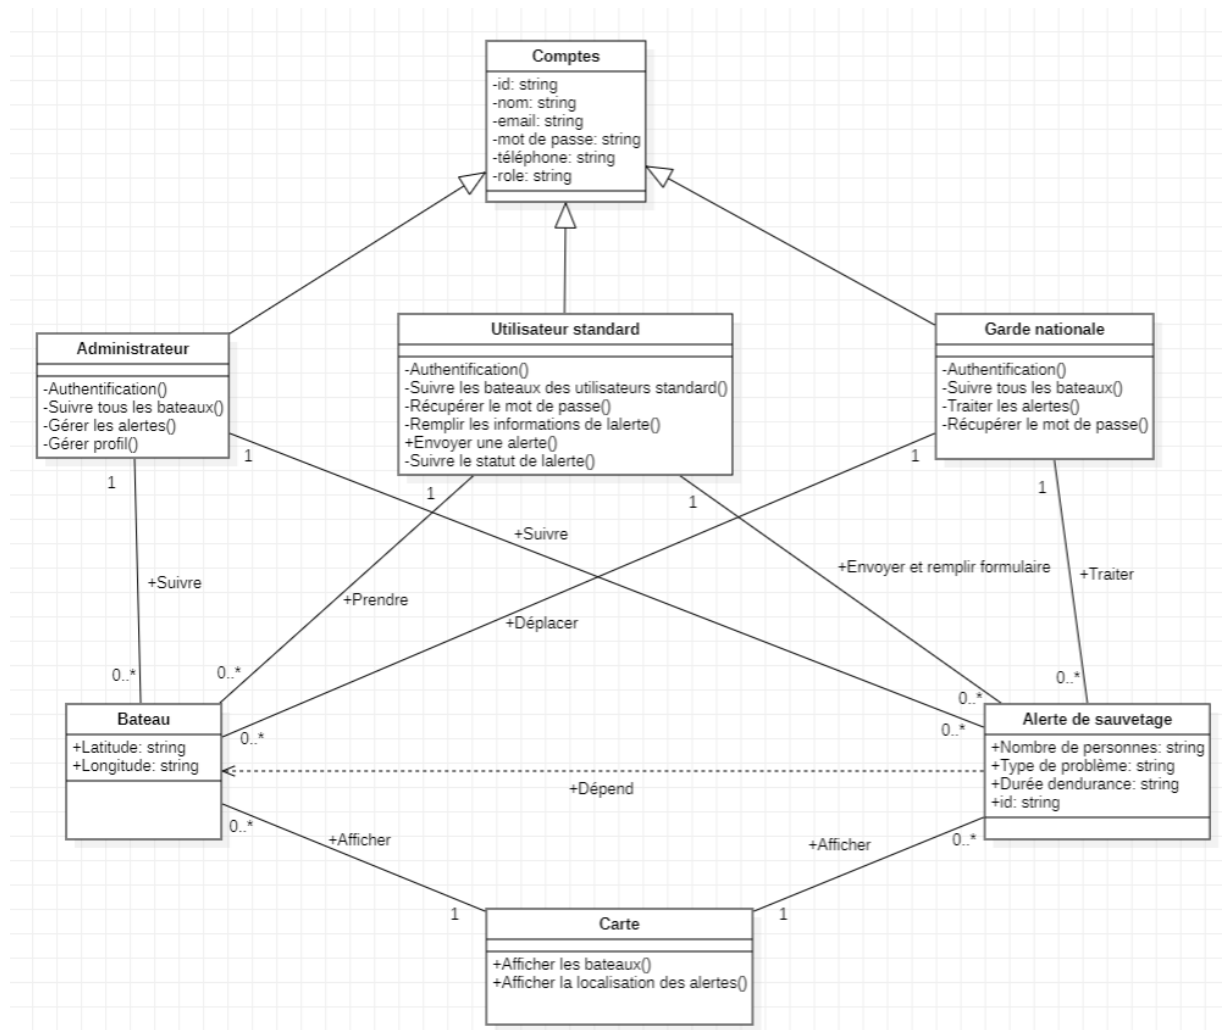 Comptes
-id: string
-nom: string
-email: string
-mot de passe: string
-téléphone: string
-role: string
Administrateur
-Authentification()
-Suivre tous les bateaux()
-Gérer les alertes()
-Gérer profil()
Utilisateur standard
-Authentification()
-Suivre les bateaux des utilisateurs standard()
-Récupérer le mot de passe()
-Remplir les informations de lalerte()
+Envoyer une alerte()
-Suivre le statut de lalerte()
Garde nationale
-Authentification()
-Suivre tous les bateaux()
-Traiter les alertes()
-Récupérer le mot de passe()
1
1
1
1
1
1
+Suivre
+Suivre
+Prendre
+Déplacer
+Envoyer et remplir formulaire
+Traiter
0..*
0..*
0..*
0..*
0..*
0..*
Bateau
+Latitude: string
+Longitude: string
Alerte de sauvetage
+Nombre de personnes: string
+Type de problème: string
+Durée dendurance: string
+id: string
+Dépend
0..*
+Afficher
1
0..*
+Afficher
1
Carte
+Afficher les bateaux()
+Afficher la localisation des alertes()